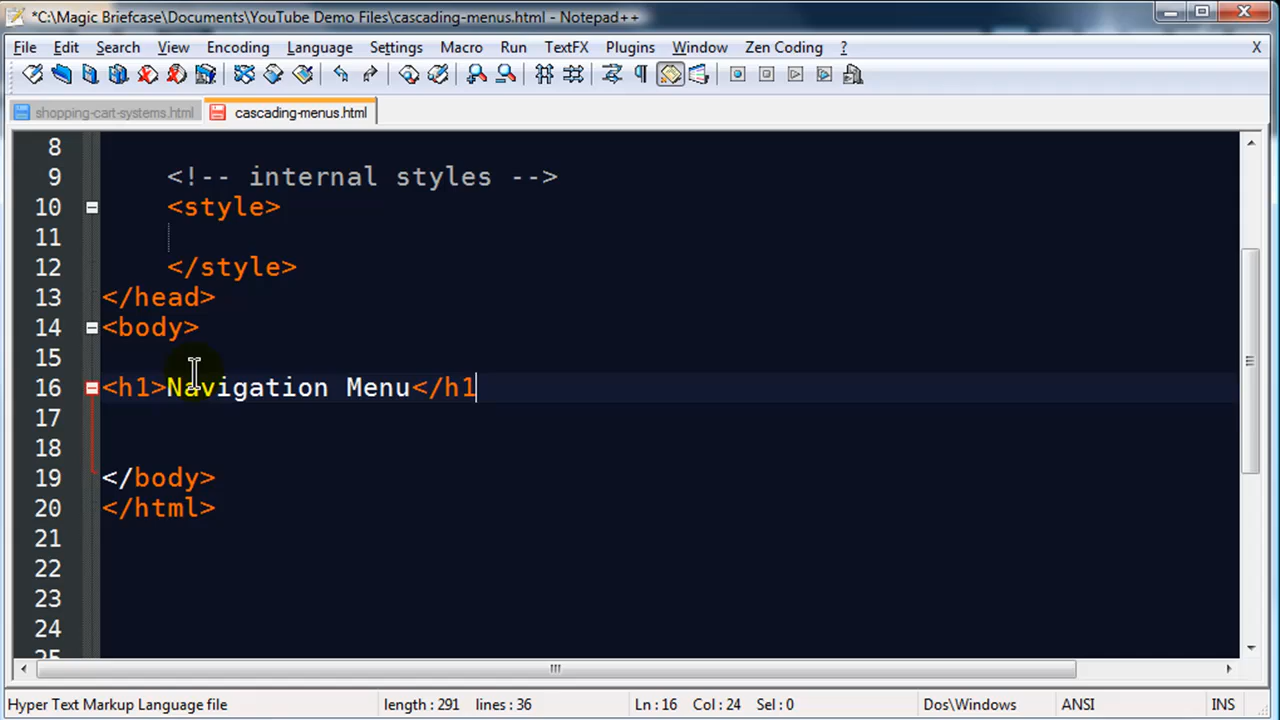 *C:\Magic Briefcase\Documents\YouTube Demo Files\cascading-menus.html - Notepad++
File Edit Search View Encoding Language Settings Macro Run TextFX Plugins Window Zen Coding ? X
shopping-cart-systems.html cascading-menus.html
8
9 <!-- internal styles -->
10 <style>
11
12 </style>
13 </head>
14 <body>
15
16 <h1>Navigation Menu</h1
17
18
19 </body>
20 </html>
21
22
23
24
25
Hyper Text Markup Language file length : 291 lines : 36 Ln : 16 Col : 24 Sel : 0 Dos\Windows ANSI INS